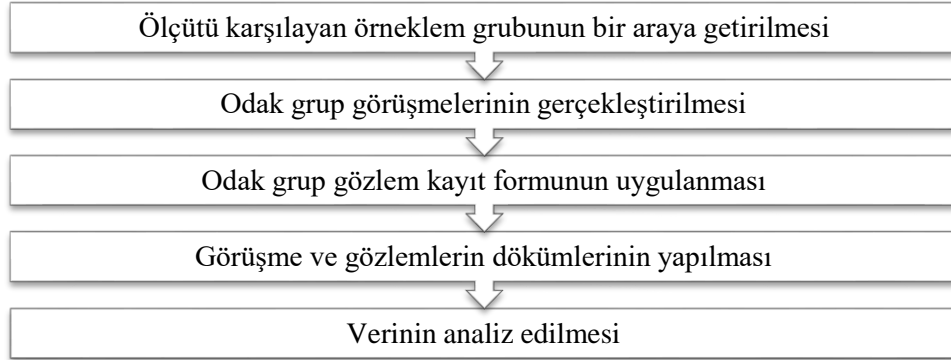 Ölçütü karşılayan örneklem grubunun bir araya getirilmesi
Odak grup görüşmelerinin gerçekleştirilmesi
Odak grup gözlem kayıt formunun uygulanması
Görüşme ve gözlemlerin dökümlerinin yapılması
Verinin analiz edilmesi